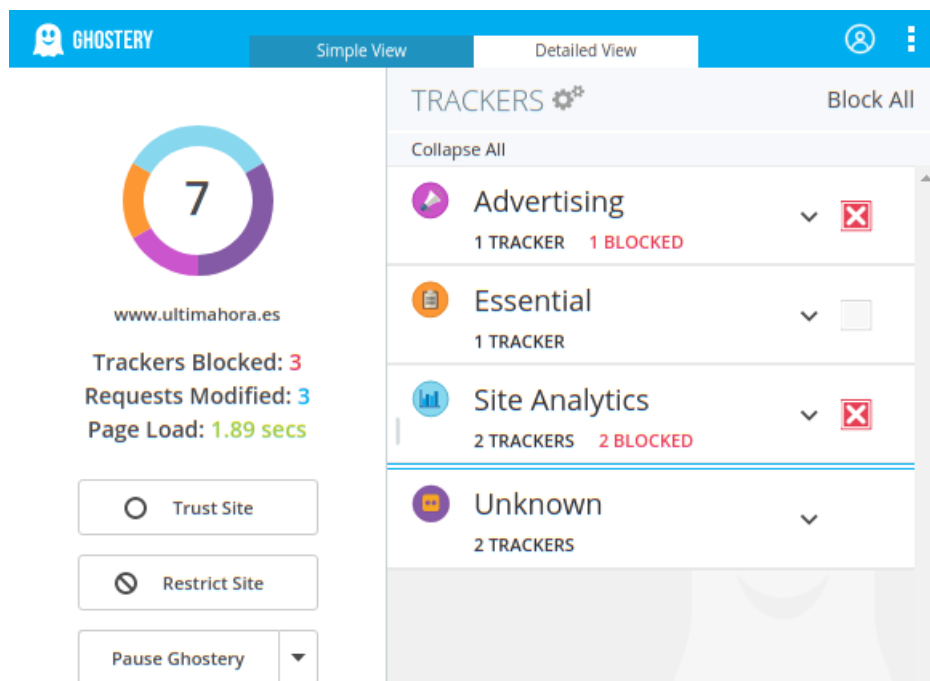 GHOSTERY
Simple View
Detailed View
7
www.ultimahora.es
Trackers Blocked: 3
Requests Modified: 3
Page Load: 1.89 secs
Trust Site
Restrict Site
Pause Ghostery
TRACKERS
Block All
Collapse All
Advertising
1 TRACKER 1 BLOCKED
Essential
1 TRACKER
Site Analytics
2 TRACKERS 2 BLOCKED
Unknown
2 TRACKERS